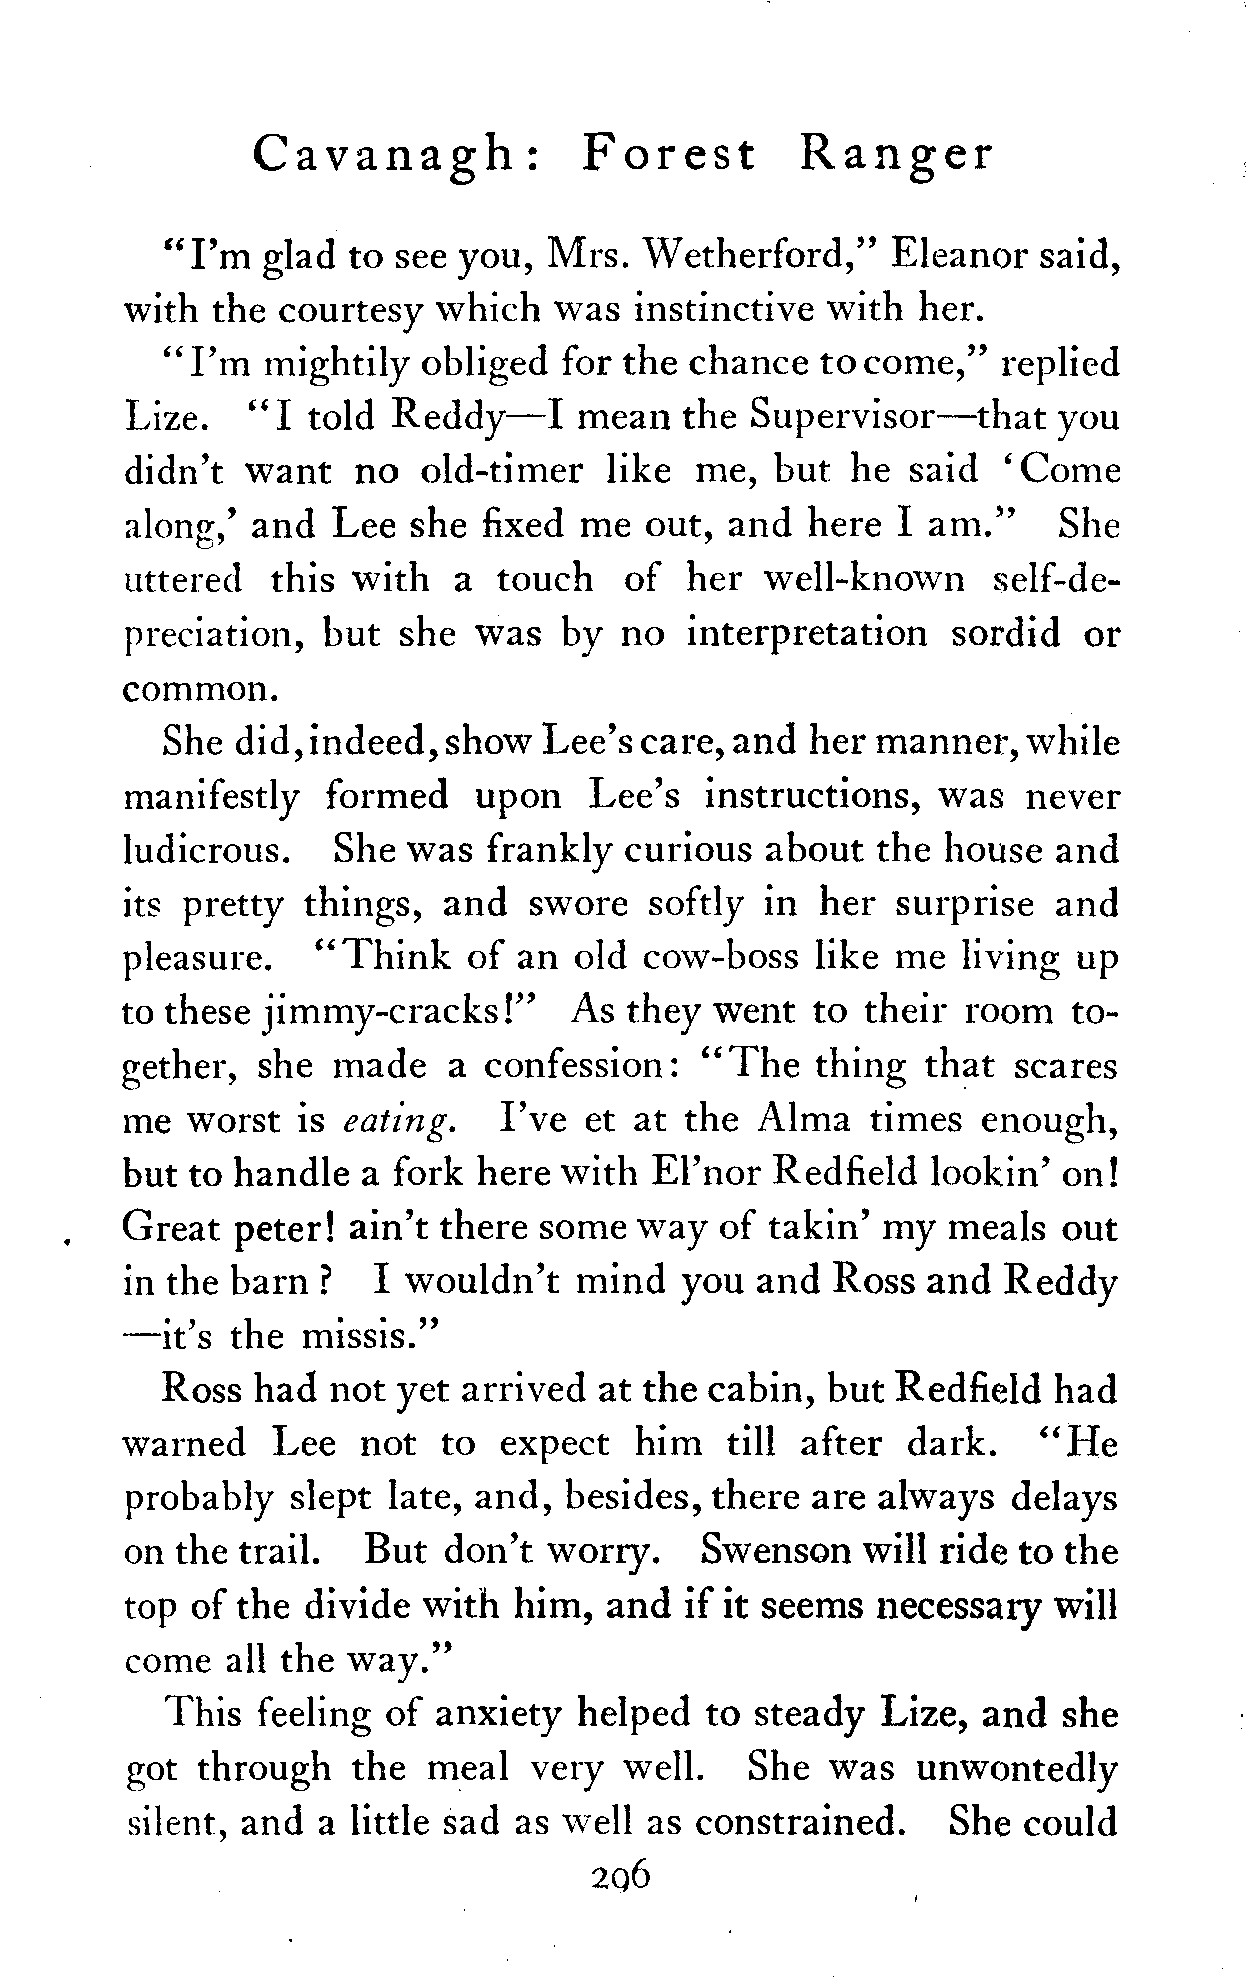 Cavanagh: Forest Ranger
"I'm glad to see you, Mrs. Wetherford," Eleanor said,
with the courtesy which was instinctive with her.
"I'm mightily obliged for the chance to come," replied
Lize. "I told Reddy—I mean the Supervisor—that you
didn't want no old-timer like me, but he said 'Come
along,' and Lee she fixed me out, and here I am." She
uttered this with a touch of her well-known self-de-
preciation, but she was by no interpretation sordid or
common.
She did, indeed, show Lee's care, and her manner, while
manifestly formed upon Lee's instructions, was never
ludicrous. She was frankly curious about the house and
its pretty things, and swore softly in her surprise and
pleasure. "Think of an old cow-boss like me living up
to these jimmy-cracks!" As they went to their room to-
gether, she made a confession: "The thing that scares
me worst is eating. I've et at the Alma times enough,
but to handle a fork here with El'nor Redfield lookin' on!
Great peter! ain't there some way of takin' my meals out
in the barn? I wouldn't mind you and Ross and Reddy
—it's the missis."
Ross had not yet arrived at the cabin, but Redfield had
warned Lee not to expect him till after dark. "He
probably slept late, and, besides, there are always delays
on the trail. But don't worry. Swenson will ride to the
top of the divide with him, and if it seems necessary will
come all the way."
This feeling of anxiety helped to steady Lize, and she
got through the meal very well. She was unwontedly
silent, and a little sad as well as constrained. She could
296